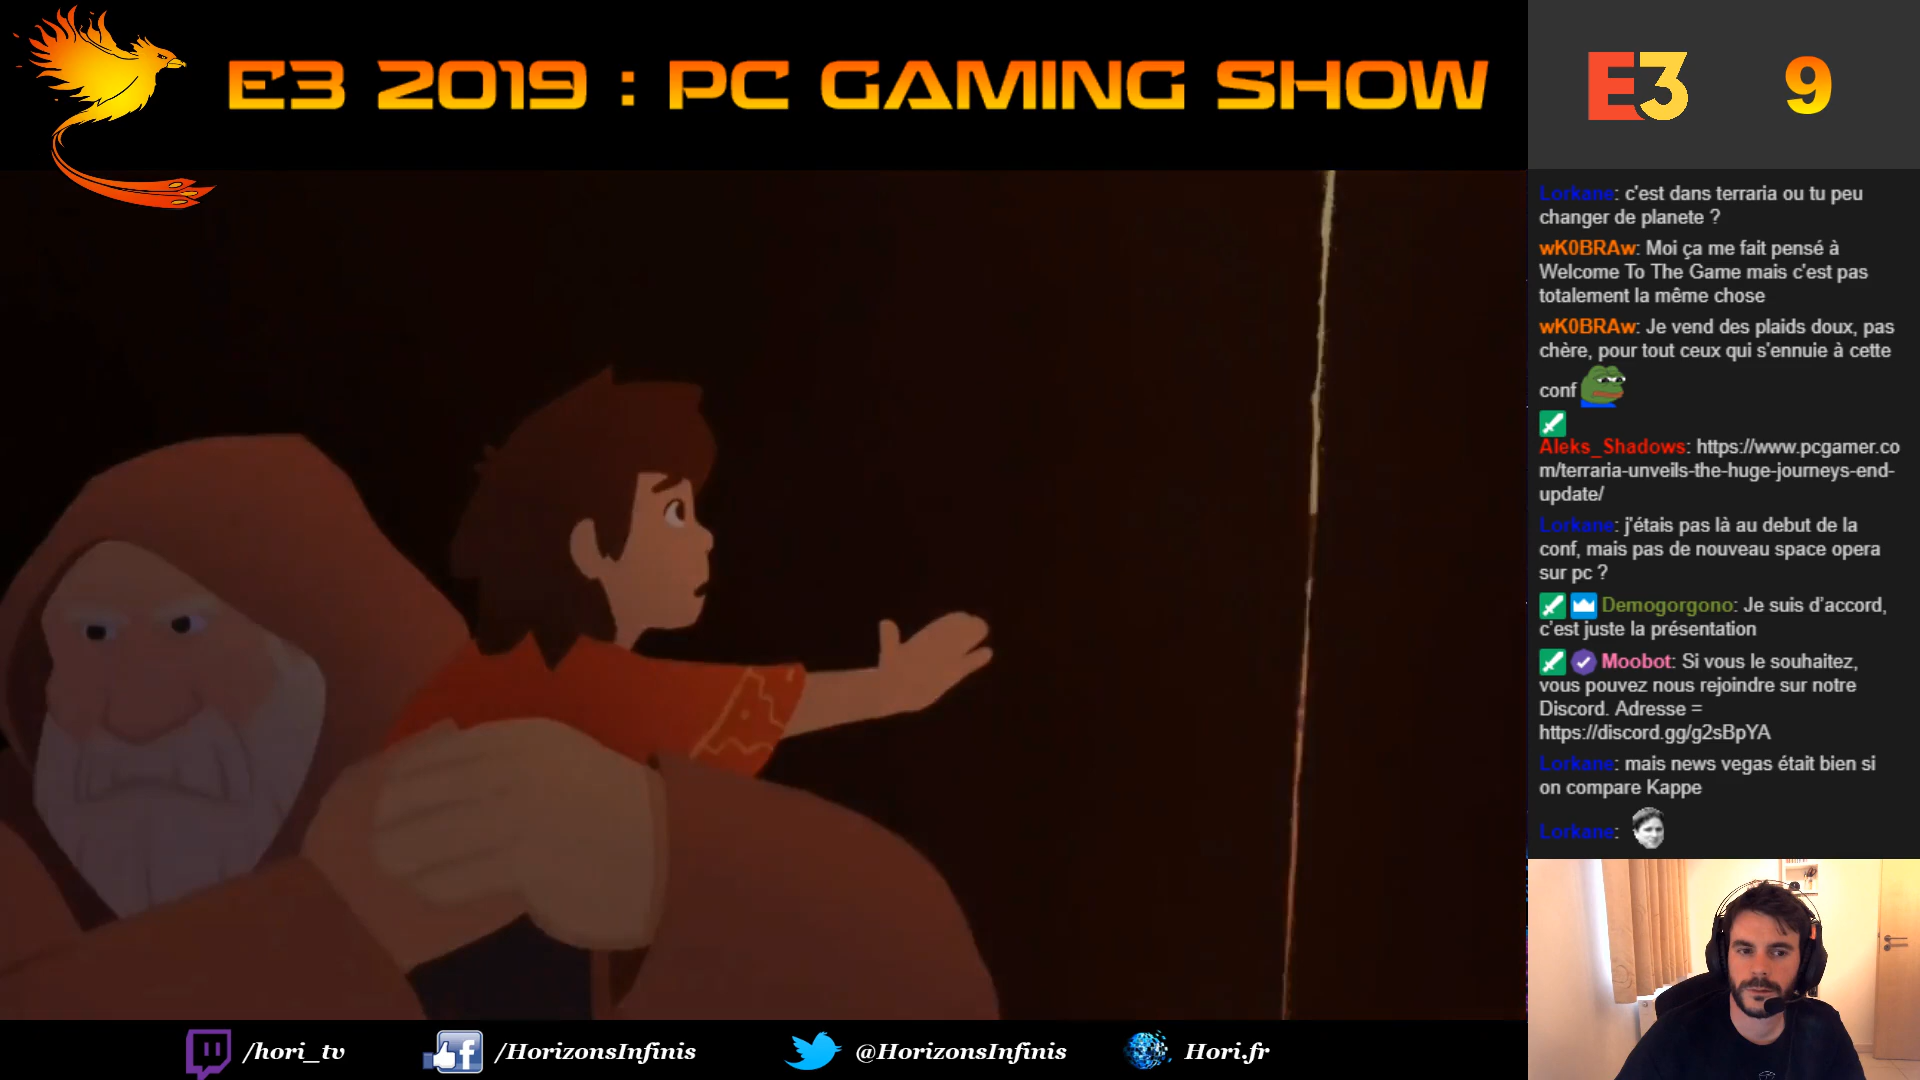 E3 2019 : PC GAMING SHOW
E3
9
Lorkane: c'est dans terraria ou tu peu
changer de planete ?
wK0BRAw: Moi ça me fait pensé à
Welcome To The Game mais c'est pas
totalement la même chose
wK0BRAw: Je vend des plaids doux, pas
chère, pour tout ceux qui s'ennuie à cette
conf
Aleks_Shadows: https://www.pcgamer.co
m/terraria-unveils-the-huge-journeys-end-
update/
Lorkane: j'étais pas là au debut de la
conf, mais pas de nouveau space opera
sur pc ?
Demogorgono: Je suis d'accord,
c'est juste la présentation
Moobot: Si vous le souhaitez,
vous pouvez nous rejoindre sur notre
Discord. Adresse =
https://discord.gg/g2sBpYA
Lorkane: mais news vegas était bien si
on compare Kappe
Lorkane:
/hori_tv
/HorizonsInfinis
@HorizonsInfinis
Hori.fr